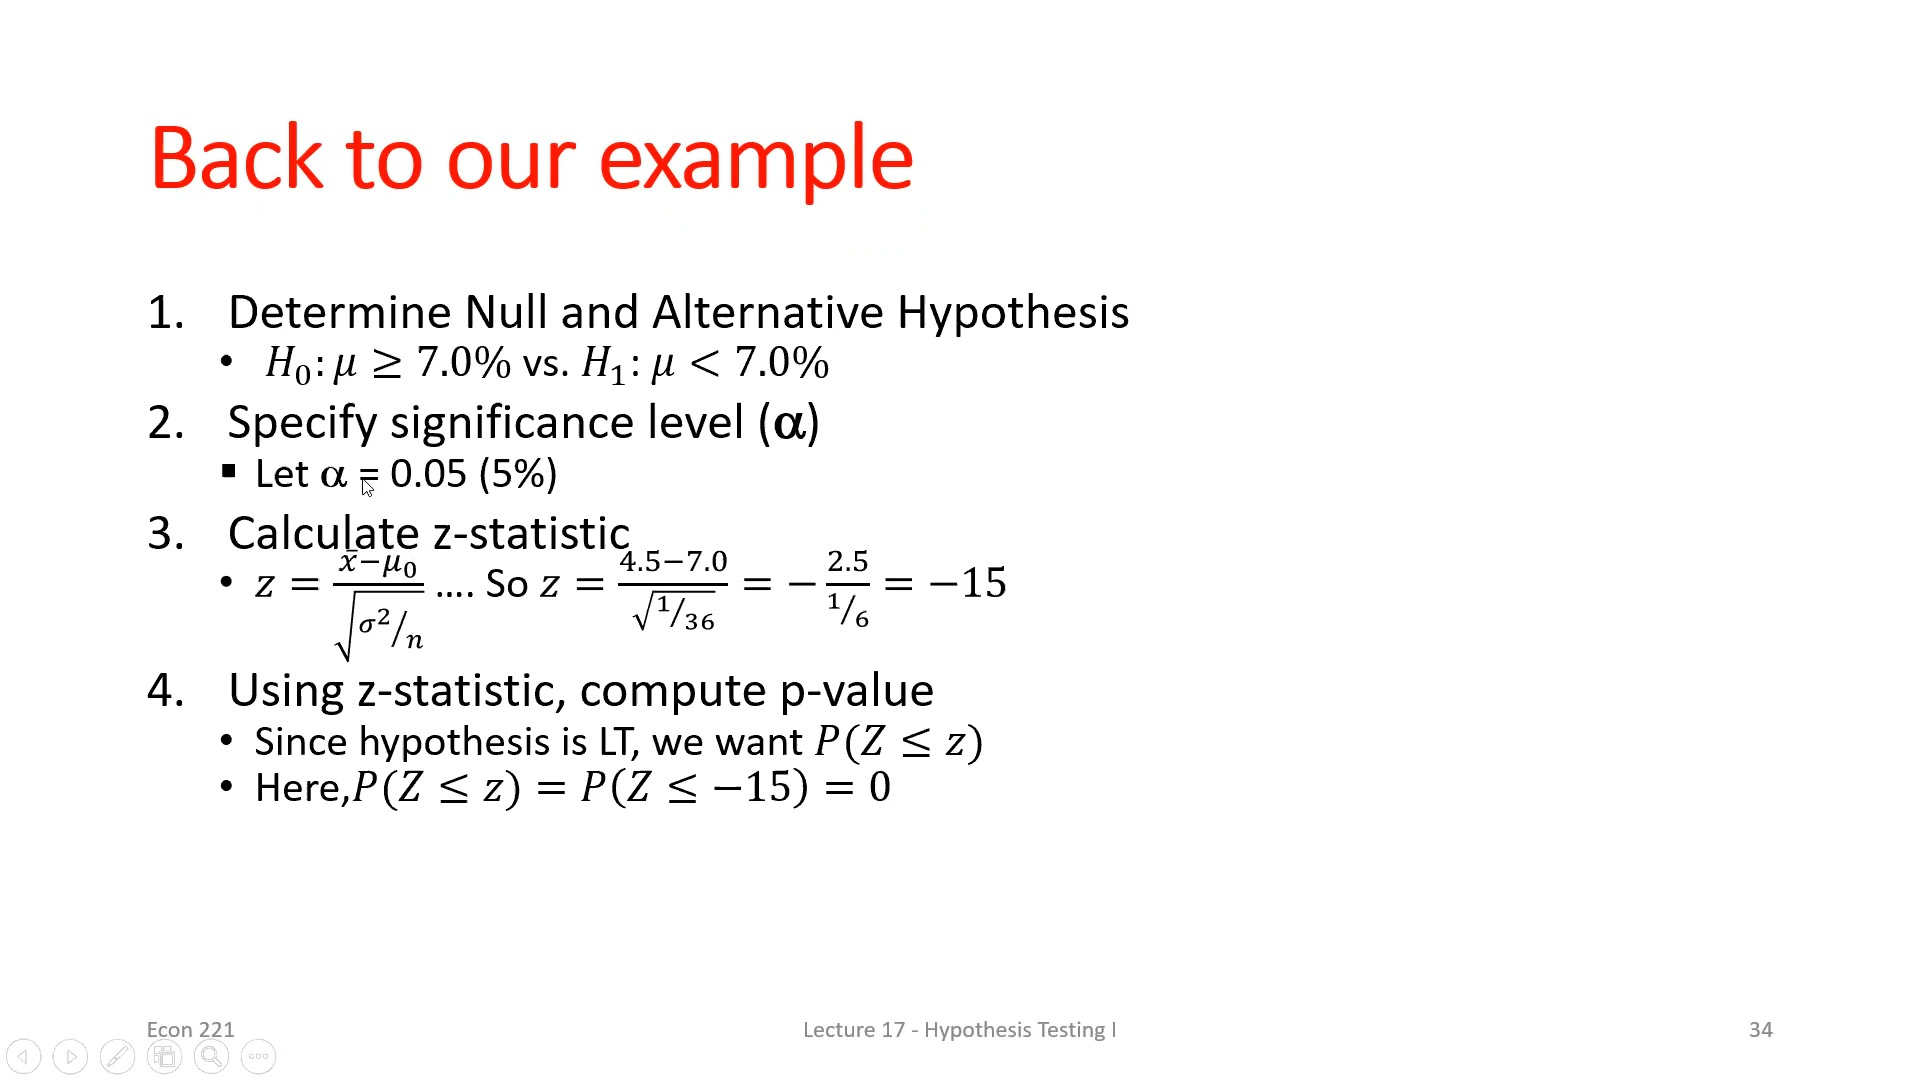 Back to our example
1. Determine Null and Alternative Hypothesis
• H₀: μ ≥ 7.0% vs. H₁: μ < 7.0%
2. Specify significance level (α)
▪ Let α = 0.05 (5%)
3. Calculate z-statistic
• z = (x̄−μ₀)/√(σ²/n) .... So z = (4.5−7.0)/√(1/36) = −2.5/(1/6) = −15
4. Using z-statistic, compute p-value
• Since hypothesis is LT, we want P(Z ≤ z)
• Here,P(Z ≤ z) = P(Z ≤ −15) = 0
Econ 221
Lecture 17 - Hypothesis Testing I
34